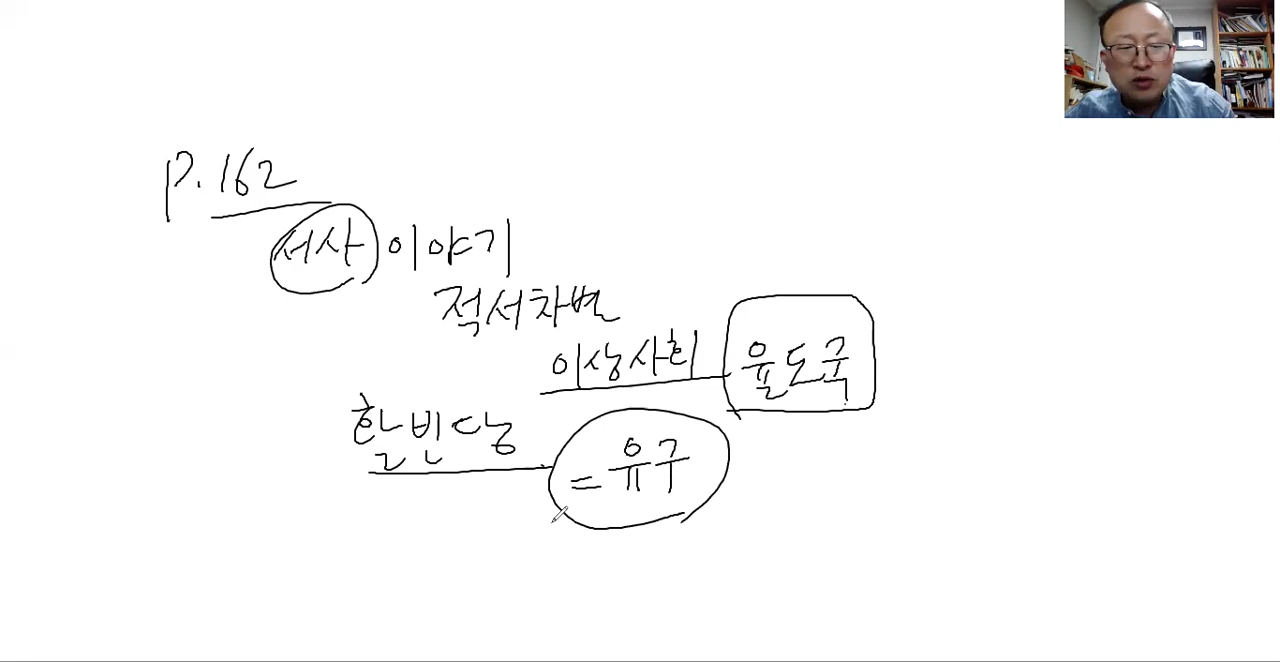 P. 162
서사 이야기
적서차별
이상사회 율도국
활빈당
= 유구